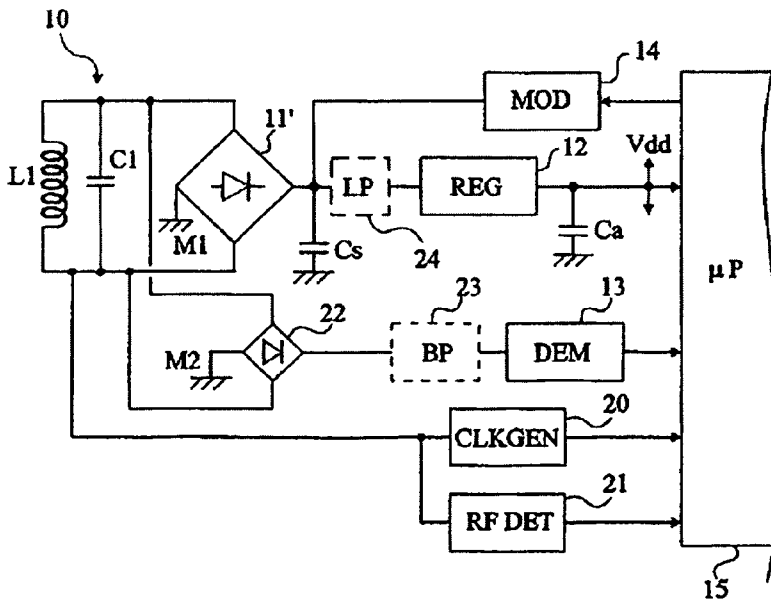 10
14
MOD
11'
12
Vdd
L1
C1
LP
REG
M1
Cs
24
Ca
μP
23
13
22
M2
BP
DEM
20
CLKGEN
21
RF DET
15